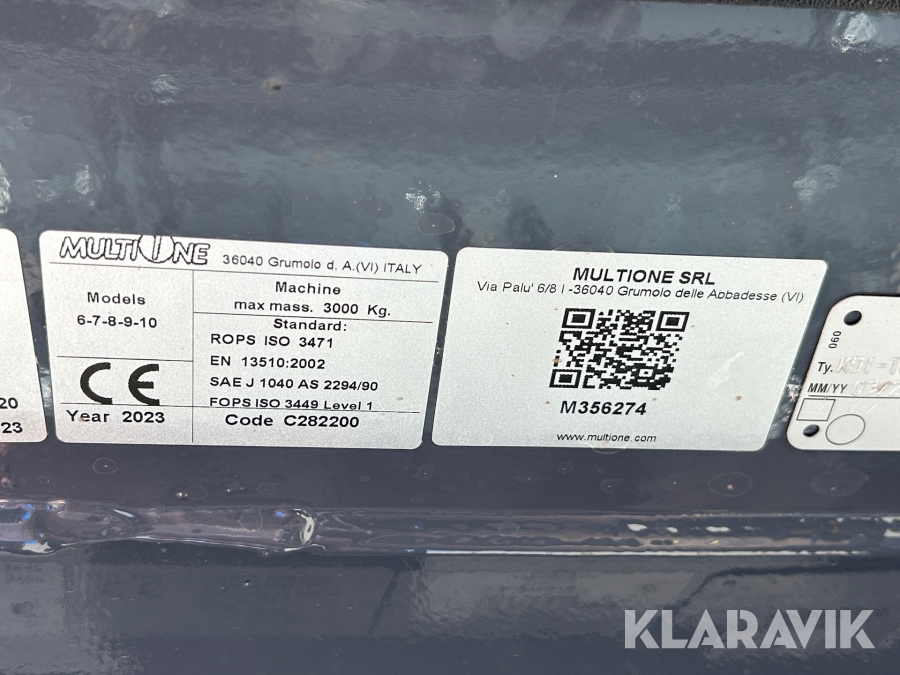 20
23
MULTIONE
36040 Grumolo d. A.(VI) ITALY
Models
6-7-8-9-10
Machine
max mass. 3000 Kg.
Standard:
ROPS ISO 3471
EN 13510:2002
SAE J 1040 AS 2294/90
FOPS ISO 3449 Level 1
CE
Year 2023
Code C282200
MULTIONE SRL
Via Palu' 6/8 I -36040 Grumolo delle Abbadesse (VI)
M356274
www.multione.com
060
Ty.
MM/YY
KLARAVIK